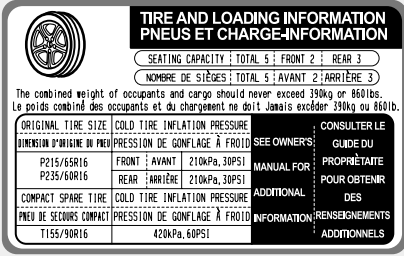 TIRE AND LOADING INFORMATION
PNEUS ET CHARGE-INFORMATION
SEATING CAPACITY TOTAL 5 FRONT 2 REAR 3
NOMBRE DE SIÈGES TOTAL 5 AVANT 2 ARRIÈRE 3
The combined weight of occupants and cargo should never exceed 390kg or 860lbs.
Le poids combiné des occupants et du chargement ne doit Jamais excéder 390kg ou 860lb.
ORIGINAL TIRE SIZE
DIMENSION D'ORIGINE DU PNEU
P215/65R16
P235/60R16
COLD TIRE INFLATION PRESSURE
PRESSION DE GONFLAGE À FROID
FRONT AVANT 210kPa,30PSI
REAR ARRIÈRE 210kPa,30PSI
COMPACT SPARE TIRE
PNEU DE SECOURS COMPACT
T155/90R16
COLD TIRE INFLATION PRESSURE
PRESSION DE GONFLAGE À FROID
420kPa,60PSI
SEE OWNER'S
MANUAL FOR
ADDITIONAL
INFORMATION
CONSULTER LE
GUIDE DU
PROPRIÈTAITE
POUR OBTENIR
DES
RENSEIGNEMENTS
ADDITIONNELS